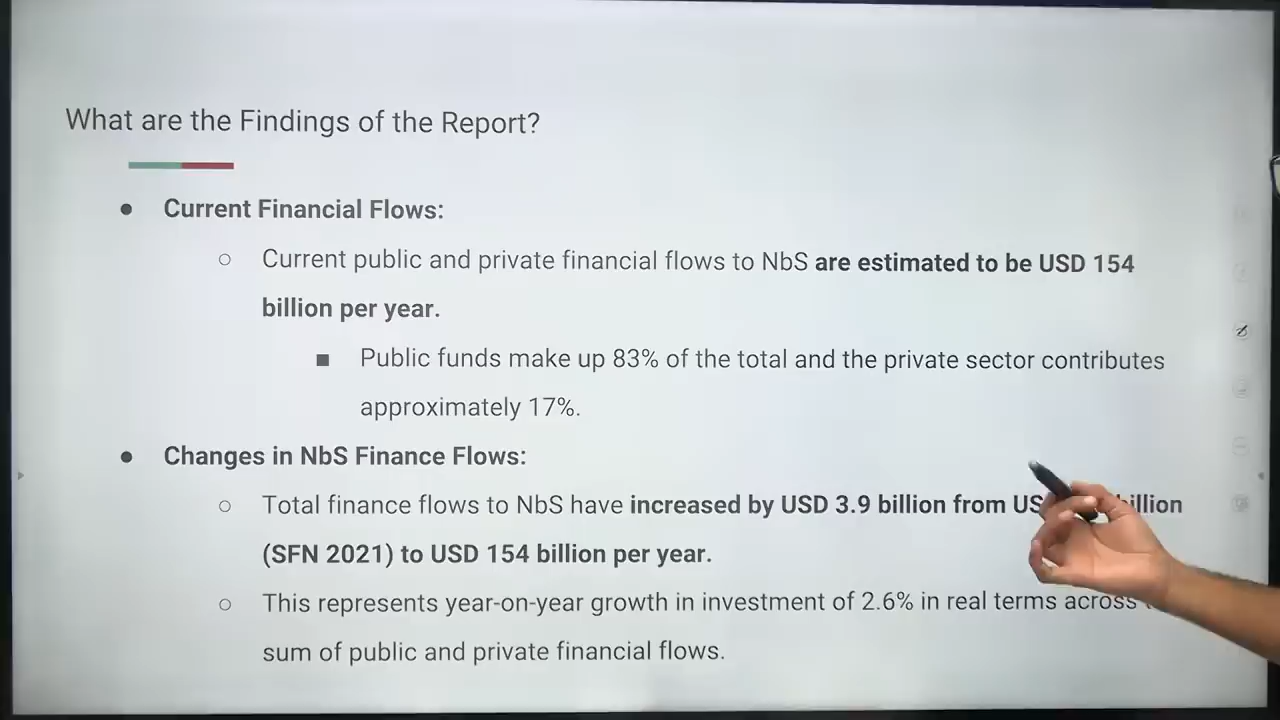 What are the Findings of the Report?
● Current Financial Flows:
○ Current public and private financial flows to NbS are estimated to be USD 154
billion per year.
■ Public funds make up 83% of the total and the private sector contributes
approximately 17%.
● Changes in NbS Finance Flows:
○ Total finance flows to NbS have increased by USD 3.9 billion from billion
(SFN 2021) to USD 154 billion per year.
○ This represents year-on-year growth in investment of 2.6% in real terms across
sum of public and private financial flows.